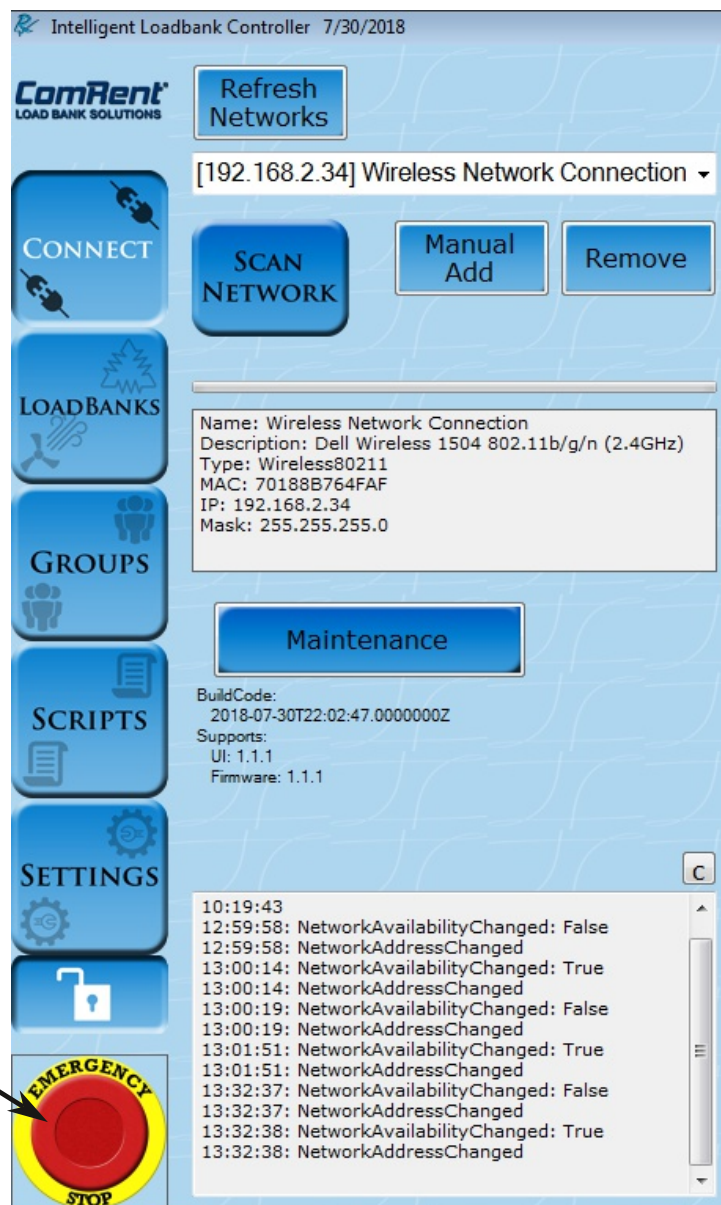 Intelligent Loadbank Controller 7/30/2018
ComRent
LOAD BANK SOLUTIONS
Refresh
Networks
[192.168.2.34] Wireless Network Connection
CONNECT
SCAN
NETWORK
Manual
Add
Remove
LOADBANKS
Name: Wireless Network Connection
Description: Dell Wireless 1504 802.11b/g/n (2.4GHz)
Type: Wireless80211
MAC: 70188B764FAF
IP: 192.168.2.34
Mask: 255.255.255.0
GROUPS
Maintenance
SCRIPTS
BuildCode:
2018-07-30T22:02:47.0000000Z
Supports:
UI: 1.1.1
Firmware: 1.1.1
SETTINGS
C
10:19:43
12:59:58: NetworkAvailabilityChanged: False
12:59:58: NetworkAddressChanged
13:00:14: NetworkAvailabilityChanged: True
13:00:14: NetworkAddressChanged
13:00:19: NetworkAvailabilityChanged: False
13:00:19: NetworkAddressChanged
13:01:51: NetworkAvailabilityChanged: True
13:01:51: NetworkAddressChanged
13:32:37: NetworkAvailabilityChanged: False
13:32:37: NetworkAddressChanged
13:32:38: NetworkAvailabilityChanged: True
13:32:38: NetworkAddressChanged
EMERGENCY
STOP